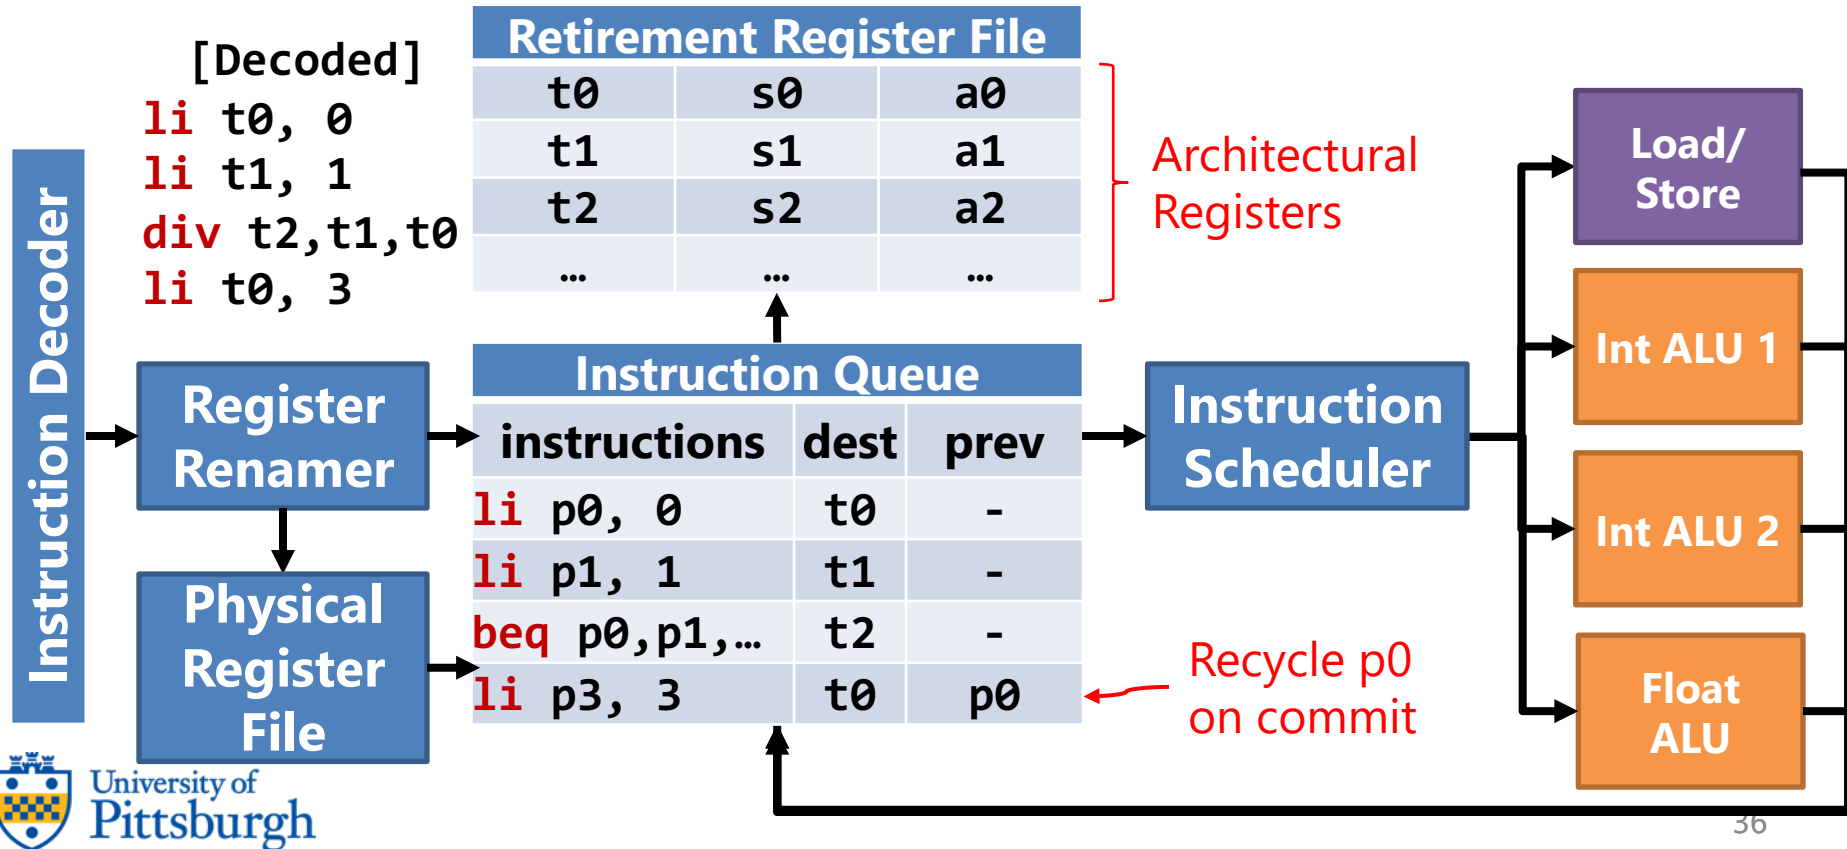 [Decoded]
li t0, 0
li t1, 1
div t2,t1,t0
li t0, 3
Instruction Decoder
Retirement Register File
t0 s0 a0
t1 s1 a1
t2 s2 a2
… … …
Architectural
Registers
Register
Renamer
Physical
Register
File
Instruction Queue
instructions dest prev
li p0, 0 t0 -
li p1, 1 t1 -
beq p0,p1,… t2 -
li p3, 3 t0 p0
Recycle p0
on commit
Instruction
Scheduler
Load/
Store
Int ALU 1
Int ALU 2
Float
ALU
University of
Pittsburgh
36